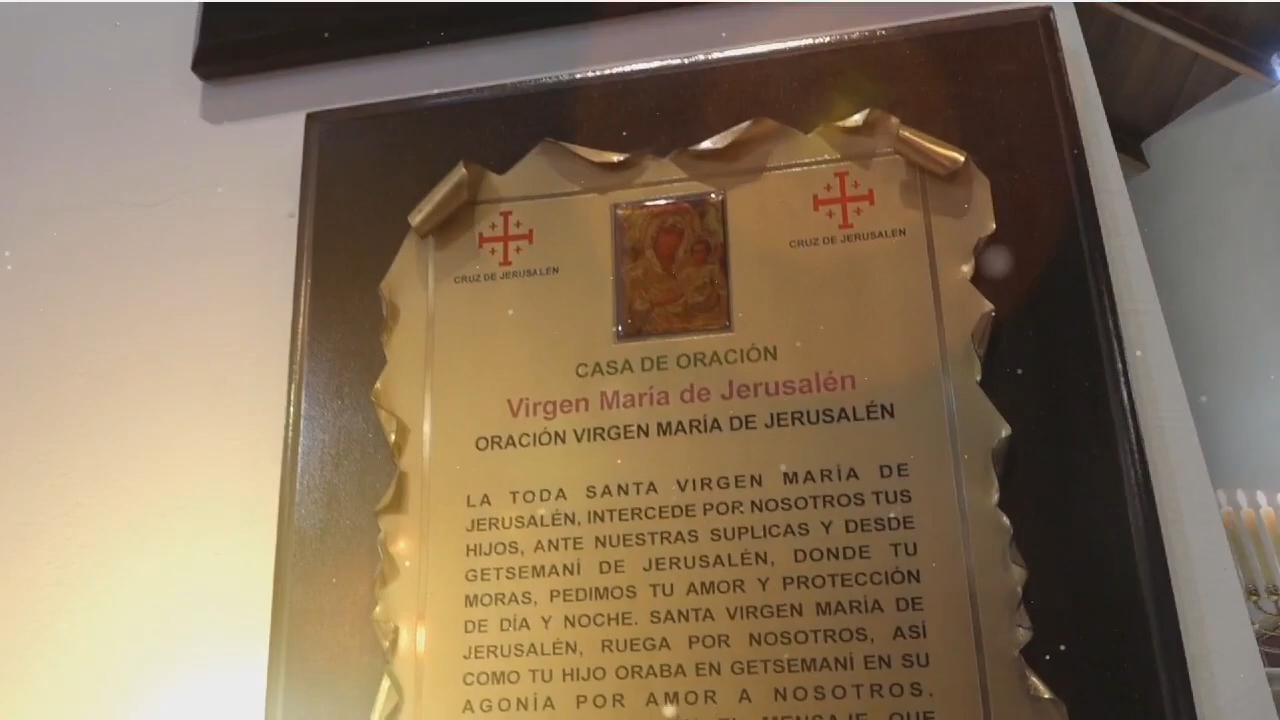 CRUZ DE JERUSALEN
CRUZ DE JERUSALEN
CASA DE ORACIÓN
Virgen María de Jerusalén
ORACIÓN VIRGEN MARÍA DE JERUSALÉN
LA TODA SANTA VIRGEN MARÍA DE
JERUSALÉN, INTERCEDE POR NOSOTROS TUS
HIJOS, ANTE NUESTRAS SUPLICAS Y DESDE
GETSEMANÍ DE JERUSALÉN, DONDE TU
MORAS, PEDIMOS TU AMOR Y PROTECCIÓN
DE DÍA Y NOCHE. SANTA VIRGEN MARÍA DE
JERUSALÉN, RUEGA POR NOSOTROS, ASÍ
COMO TU HIJO ORABA EN GETSEMANÍ EN SU
AGONÍA POR AMOR A NOSOTROS.
EL MENSAJE QUE